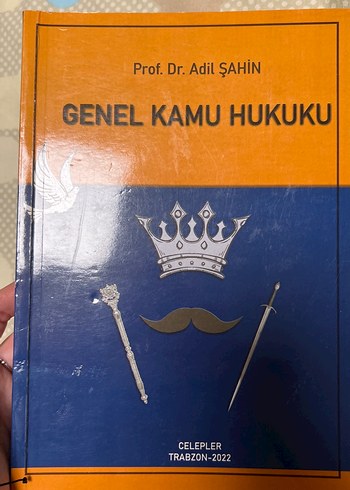 Prof. Dr. Adil ŞAHİN
GENEL KAMU HUKUKU
CELEPLER
TRABZON-2022